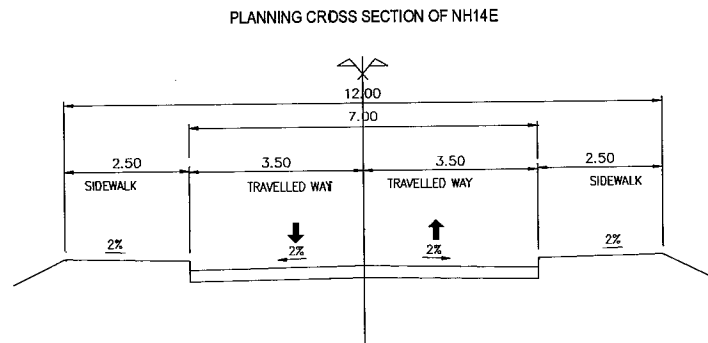 PLANNING CROSS SECTION OF NH14E
12.00
7.00
2.50 3.50 3.50 2.50
SIDEWALK TRAVELLED WAY TRAVELLED WAY SIDEWALK
2% 2% 2% 2%